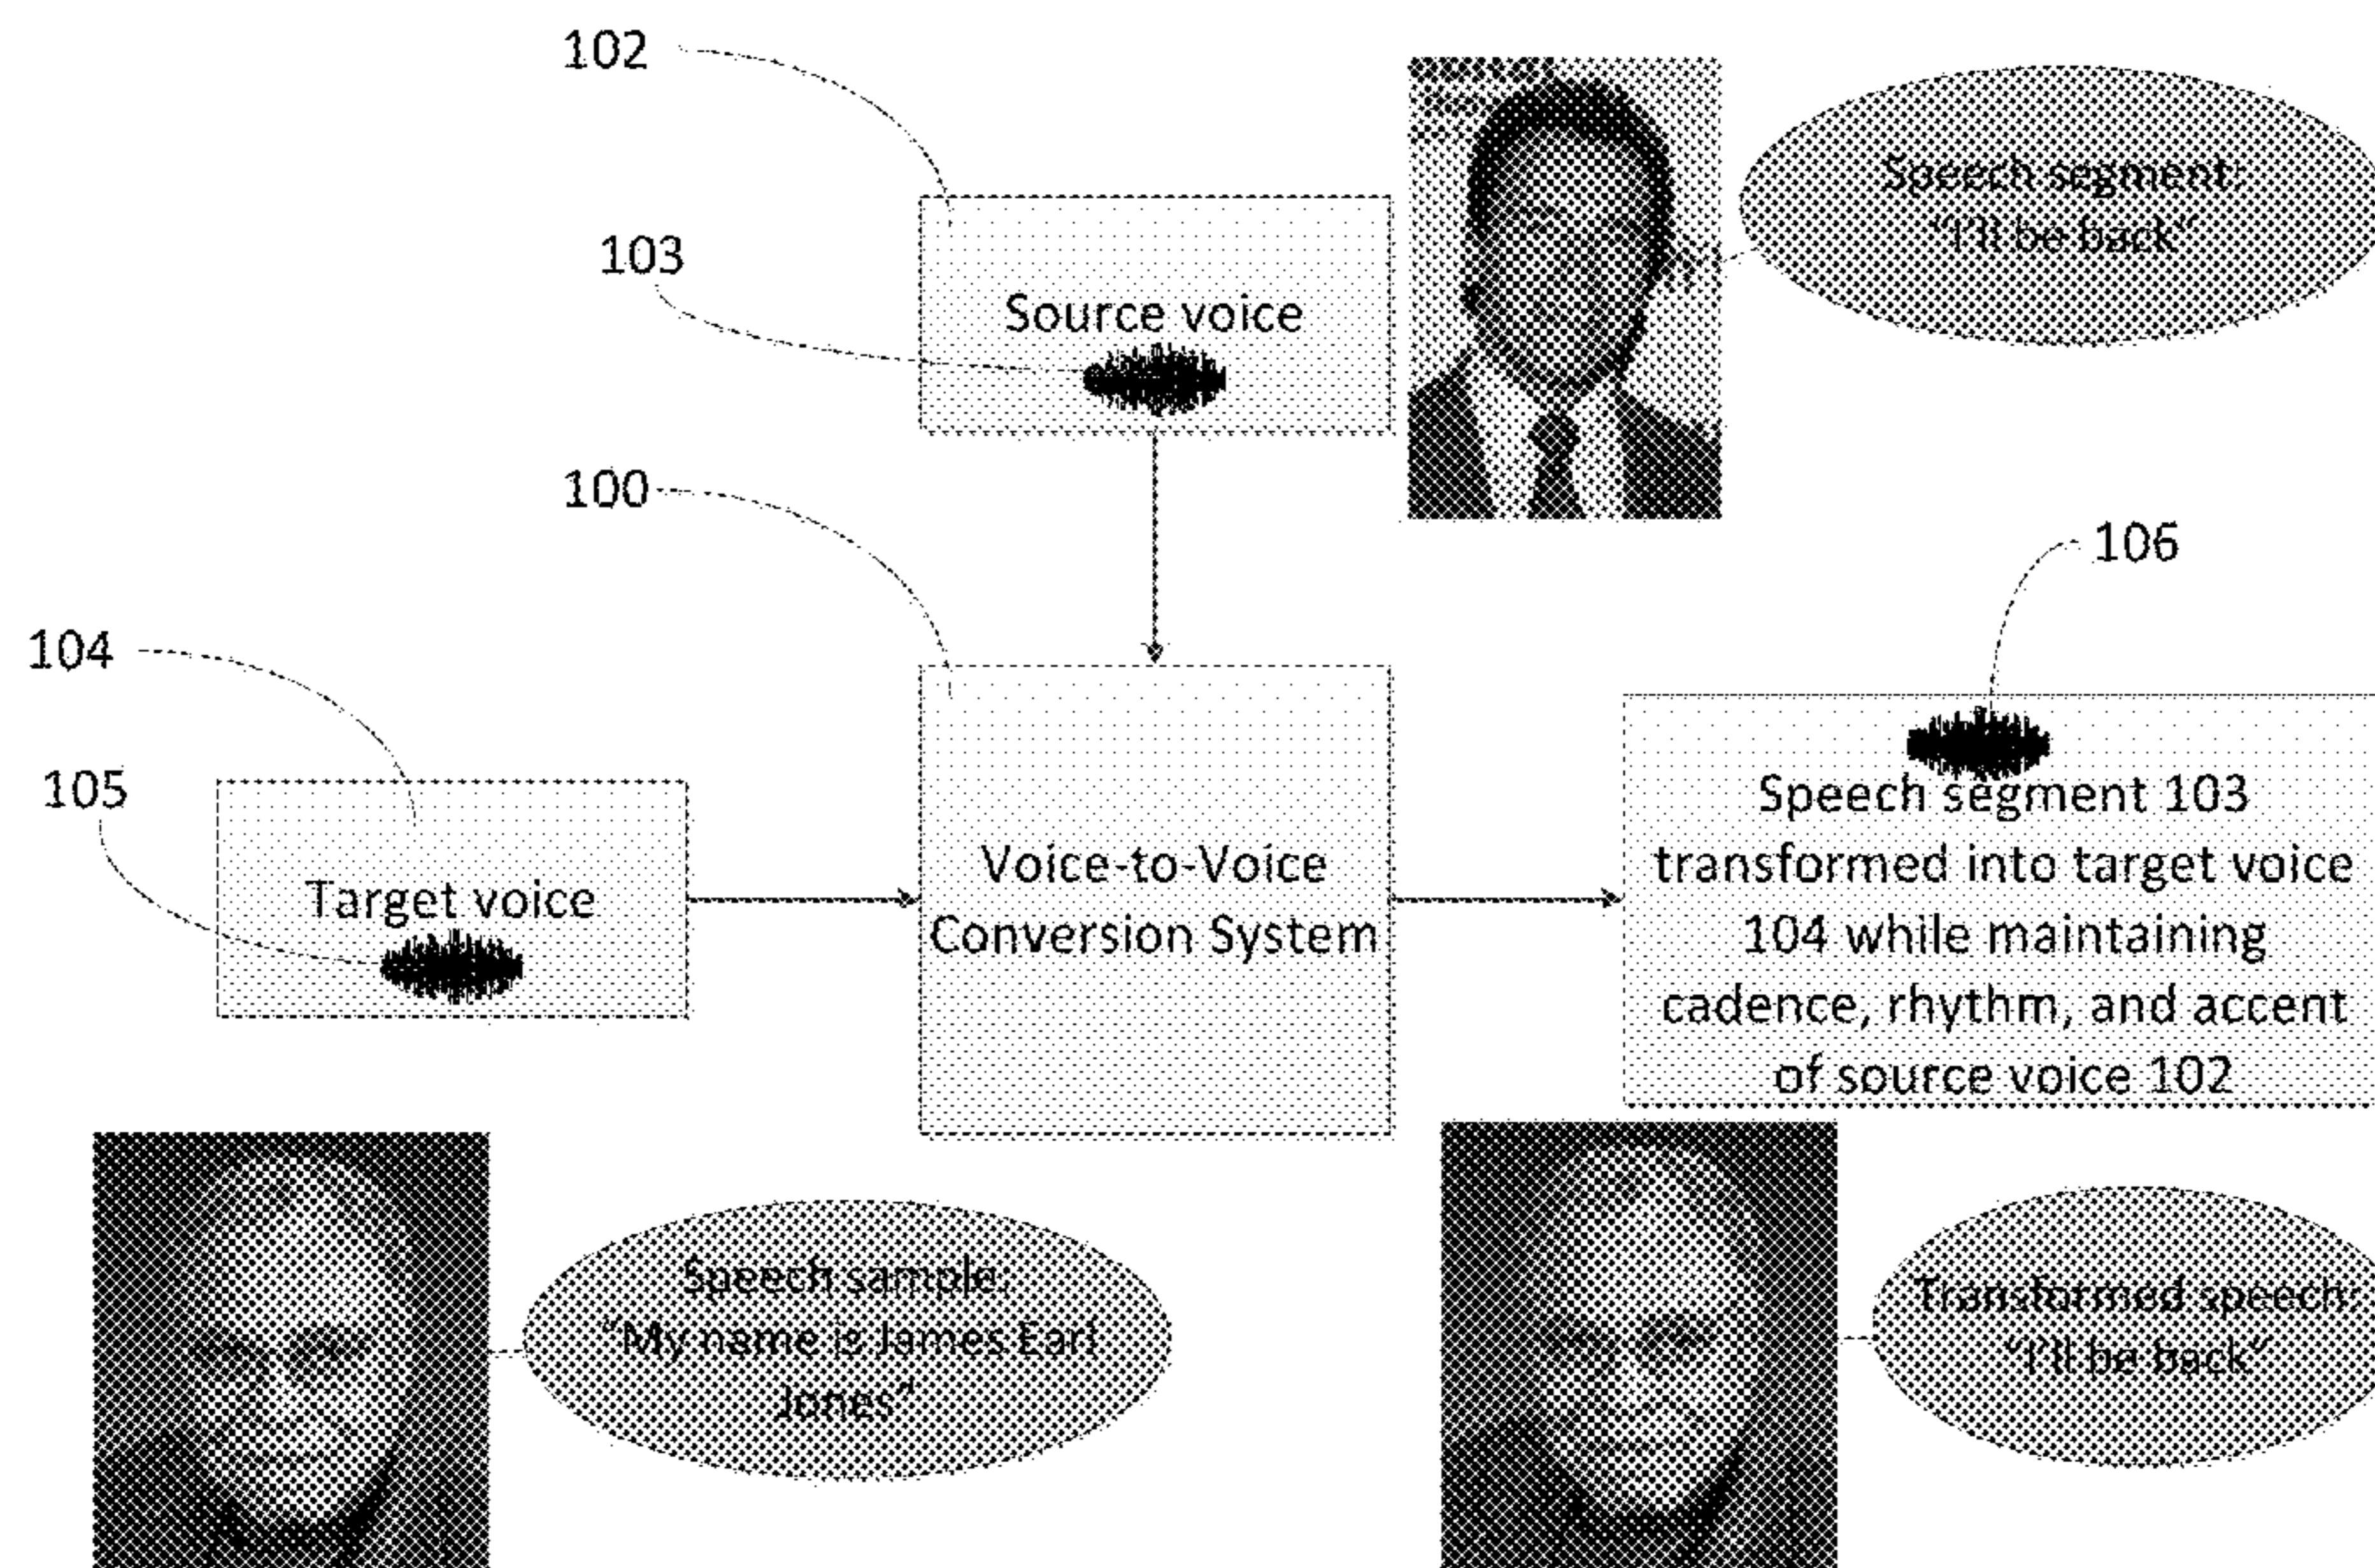 102
Speech segment:
"I'll be back"
103
Source voice
100
106
104
105
Target voice
Voice-to-Voice
Conversion System
Speech segment 103
transformed into target voice
104 while maintaining
cadence, rhythm, and accent
of source voice 102
Speech sample:
"My name is James Earl
Jones"
Transformed speech:
"I'll be back"